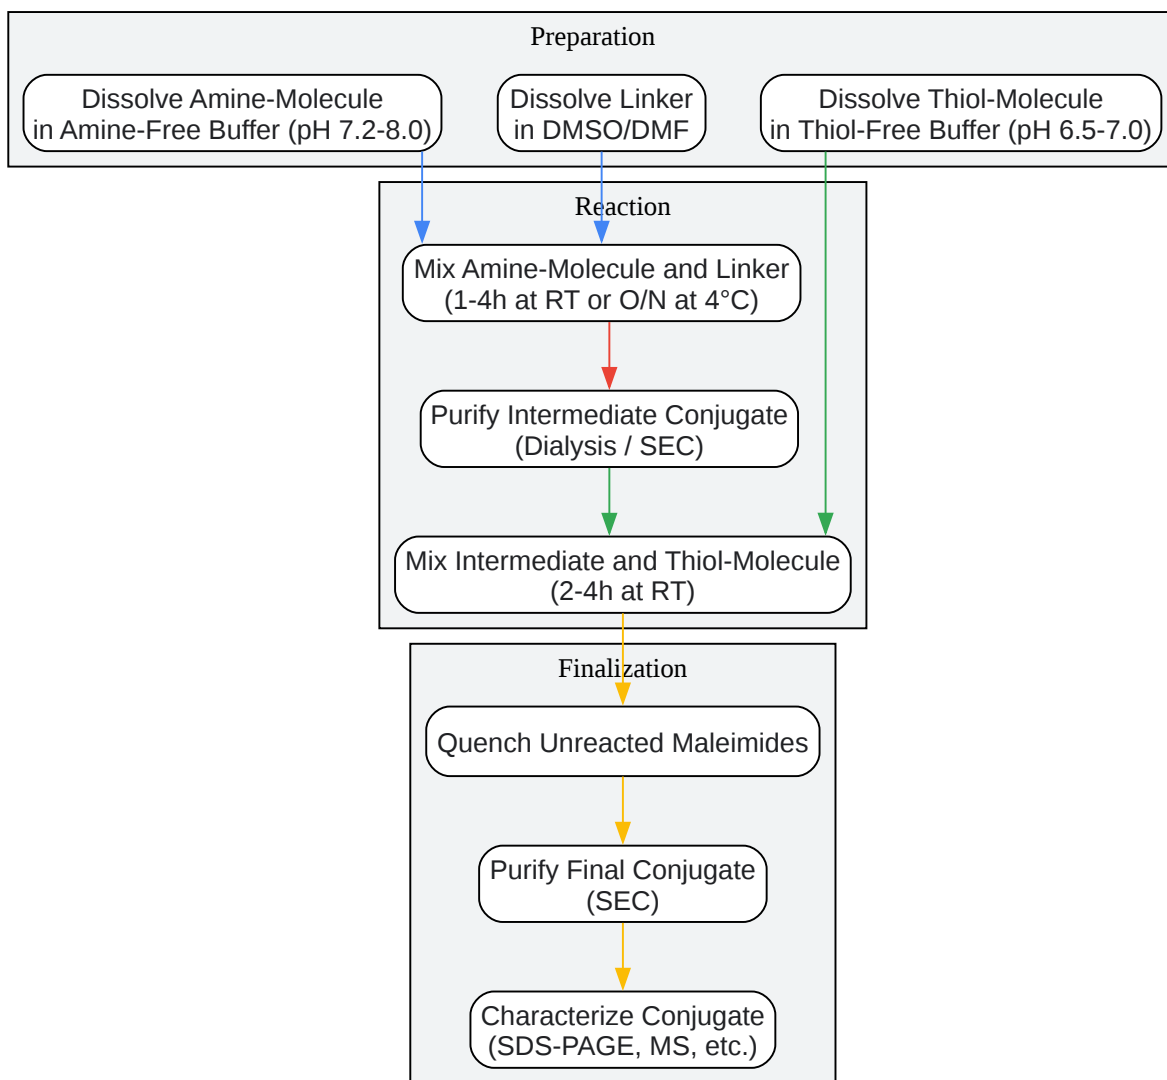 Preparation
Dissolve Amine-Molecule
in Amine-Free Buffer (pH 7.2-8.0)
Dissolve Linker
in DMSO/DMF
Dissolve Thiol-Molecule
in Thiol-Free Buffer (pH 6.5-7.0)
Reaction
Mix Amine-Molecule and Linker
(1-4h at RT or O/N at 4°C)
Purify Intermediate Conjugate
(Dialysis / SEC)
Mix Intermediate and Thiol-Molecule
(2-4h at RT)
Finalization
Quench Unreacted Maleimides
Purify Final Conjugate
(SEC)
Characterize Conjugate
(SDS-PAGE, MS, etc.)